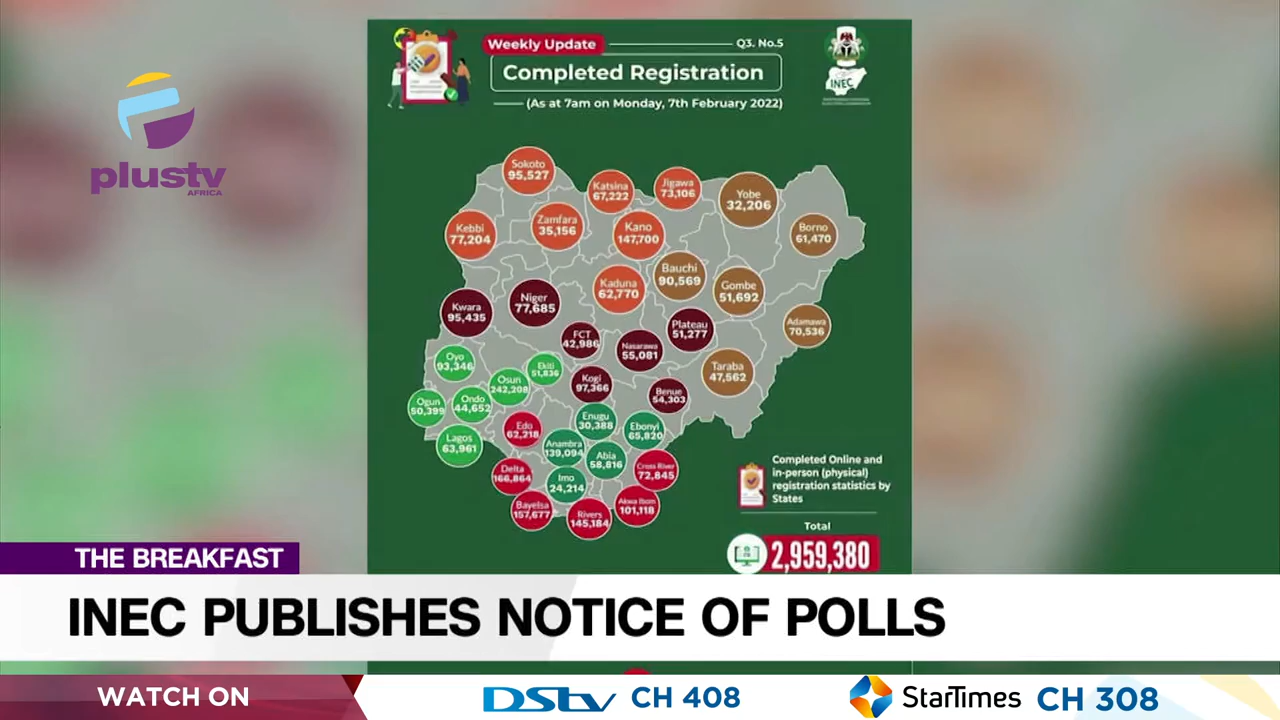 Weekly Update
Q3. No.5
Completed Registration
(As at 7am on Monday, 7th February 2022)
INEC
plustv
AFRICA
Sokoto
95,527
Katsina
67,222
Jigawa
73,106
Yobe
32,206
Kebbi
77,204
Zamfara
35,156
Kano
147,700
Borno
61,470
Kaduna
62,770
Bauchi
90,569
Gombe
51,692
Kwara
95,435
Niger
77,685
FCT
42,986
Nasarawa
55,081
Plateau
51,277
Adamawa
70,536
Oyo
93,346
Osun
242,208
Ekiti
51,836
Kogi
97,366
Benue
54,303
Taraba
47,562
Ogun
50,399
Ondo
44,652
Lagos
63,961
Edo
62,218
Enugu
30,388
Ebonyi
65,820
Anambra
139,094
Abia
58,816
Delta
166,864
Imo
24,214
Cross River
72,845
Bayelsa
157,677
Rivers
145,184
Akwa Ibom
101,118
Completed Online and
in-person (physical)
registration statistics by
States
Total
2,959,380
THE BREAKFAST
INEC PUBLISHES NOTICE OF POLLS
WATCH ON
DStv CH 408
StarTimes CH 308